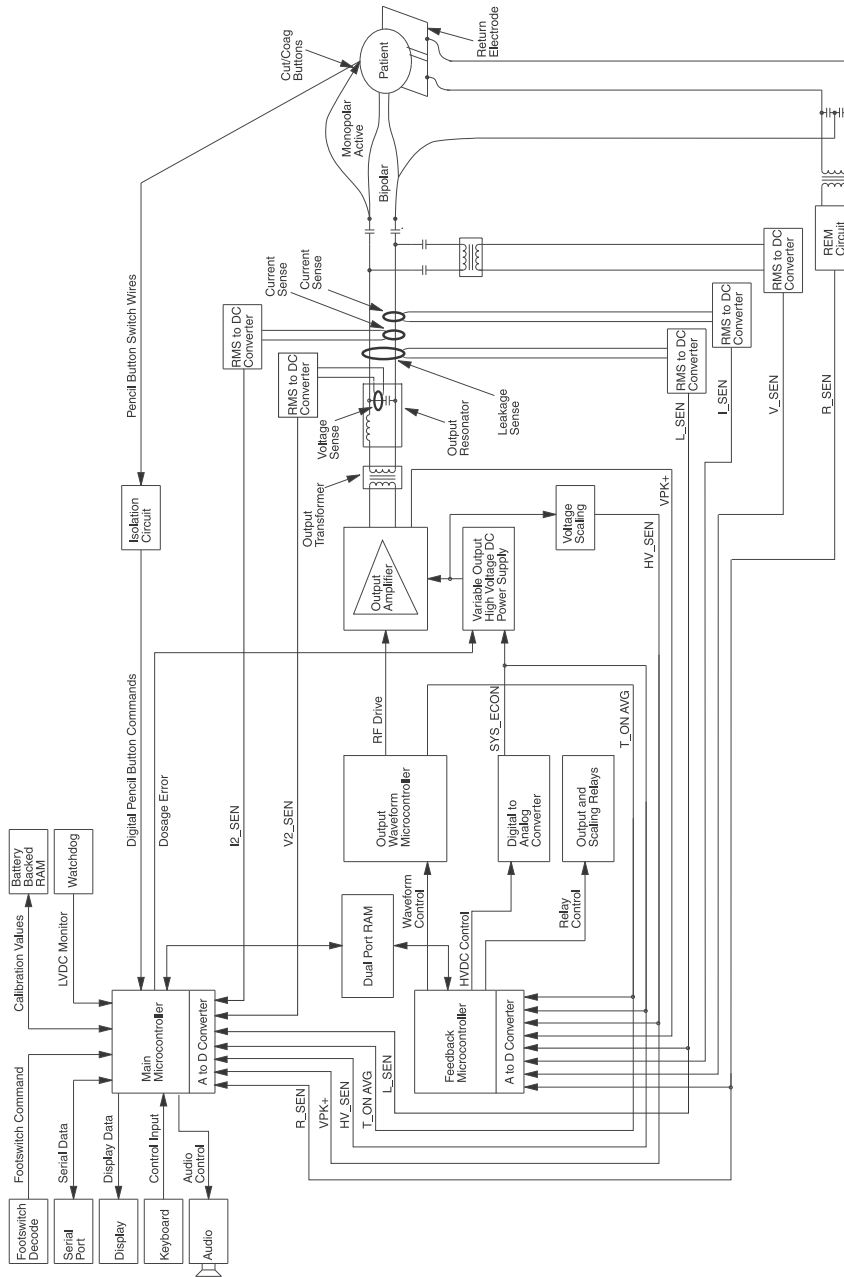 Footswitch
Decode
Serial
Port
Display
Keyboard
Audio
Footswitch Command
Serial Data
Display Data
Control Input
Audio
Control
Calibration Values
LVDC Monitor
Battery
Backed
RAM
Watchdog
Main
Microcontroller
A to D Converter
Digital Pencil Button Commands
Dosage Error
I2_SEN
V2_SEN
R_SEN
VPK+
HV_SEN
T_ON AVG
L_SEN
Dual Port RAM
Feedback
Microcontroller
A to D Converter
Waveform
Control
HVDC Control
Relay
Control
Output
Waveform
Microcontroller
Digital to
Analog
Converter
Output and
Scaling Relays
RF Drive
SYS_ECON
T_ON AVG
Isolation
Circuit
Pencil Button Switch Wires
Output
Amplifier
Variable Output
High Voltage DC
Power Supply
Voltage
Scaling
HV_SEN
VPK+
Output
Transformer
Voltage
Sense
Output
Resonator
Leakage
Sense
RMS to DC
Converter
RMS to DC
Converter
Current
Sense
Current
Sense
RMS to DC
Converter
L_SEN
RMS to DC
Converter
I_SEN
RMS to DC
Converter
V_SEN
REM
Circuit
R_SEN
Monopolar
Active
Bipolar
Cut/Coag
Buttons
Patient
Return
Electrode